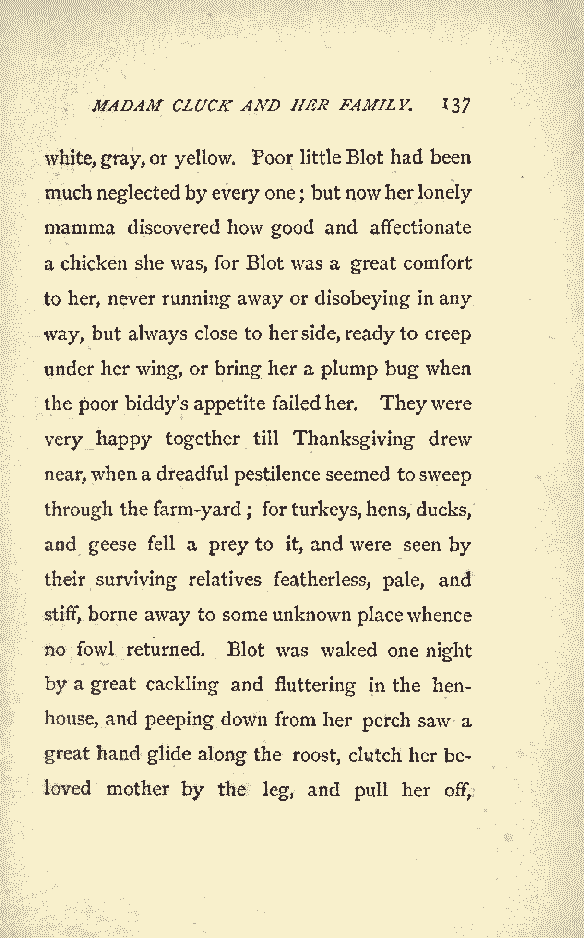 MADAM CLUCK AND HER FAMILY. 137
white, gray, or yellow. Poor little Blot had been
much neglected by every one; but now her lonely
mamma discovered how good and affectionate
a chicken she was, for Blot was a great comfort
to her, never running away or disobeying in any
way, but always close to her side, ready to creep
under her wing, or bring her a plump bug when
the poor biddy's appetite failed her. They were
very happy together till Thanksgiving drew
near, when a dreadful pestilence seemed to sweep
through the farm-yard; for turkeys, hens, ducks,
and geese fell a prey to it, and were seen by
their surviving relatives featherless, pale, and
stiff, borne away to some unknown place whence
no fowl returned. Blot was waked one night
by a great cackling and fluttering in the hen-
house, and peeping down from her perch saw a
great hand glide along the roost, clutch her be-
loved mother by the leg, and pull her off,